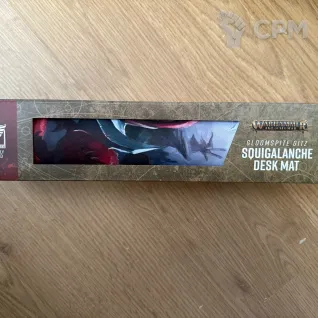 CPM
WARHAMMER
GLOOMSPITE GITZ
SQUIGALANCHE
DESK MAT